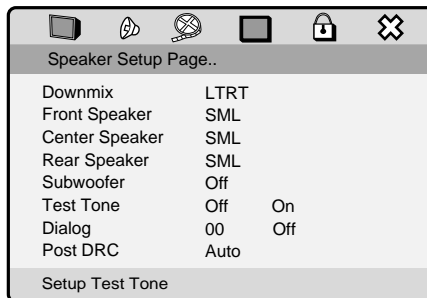 Speaker Setup Page..
Downmix LTRT
Front Speaker SML
Center Speaker SML
Rear Speaker SML
Subwoofer Off
Test Tone Off On
Dialog 00 Off
Post DRC Auto
Setup Test Tone